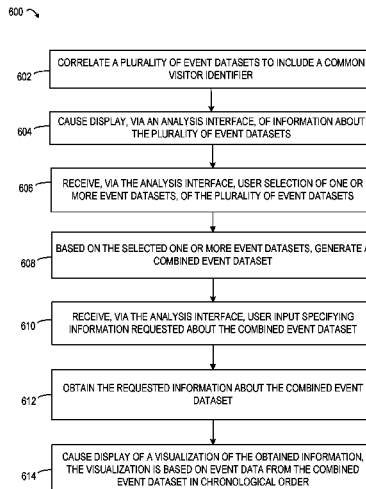 600
CORRELATE A PLURALITY OF EVENT DATASETS TO INCLUDE A COMMON
VISITOR IDENTIFIER
602
CAUSE DISPLAY, VIA AN ANALYSIS INTERFACE, OF INFORMATION ABOUT
THE PLURALITY OF EVENT DATASETS
604
RECEIVE, VIA THE ANALYSIS INTERFACE, USER SELECTION OF ONE OR
MORE EVENT DATASETS, OF THE PLURALITY OF EVENT DATASETS
606
BASED ON THE SELECTED ONE OR MORE EVENT DATASETS, GENERATE A
COMBINED EVENT DATASET
608
RECEIVE, VIA THE ANALYSIS INTERFACE, USER INPUT SPECIFYING
INFORMATION REQUESTED ABOUT THE COMBINED EVENT DATASET
610
OBTAIN THE REQUESTED INFORMATION ABOUT THE COMBINED EVENT
DATASET
612
CAUSE DISPLAY OF A VISUALIZATION OF THE OBTAINED INFORMATION,
THE VISUALIZATION IS BASED ON EVENT DATA FROM THE COMBINED
EVENT DATASET IN CHRONOLOGICAL ORDER
614